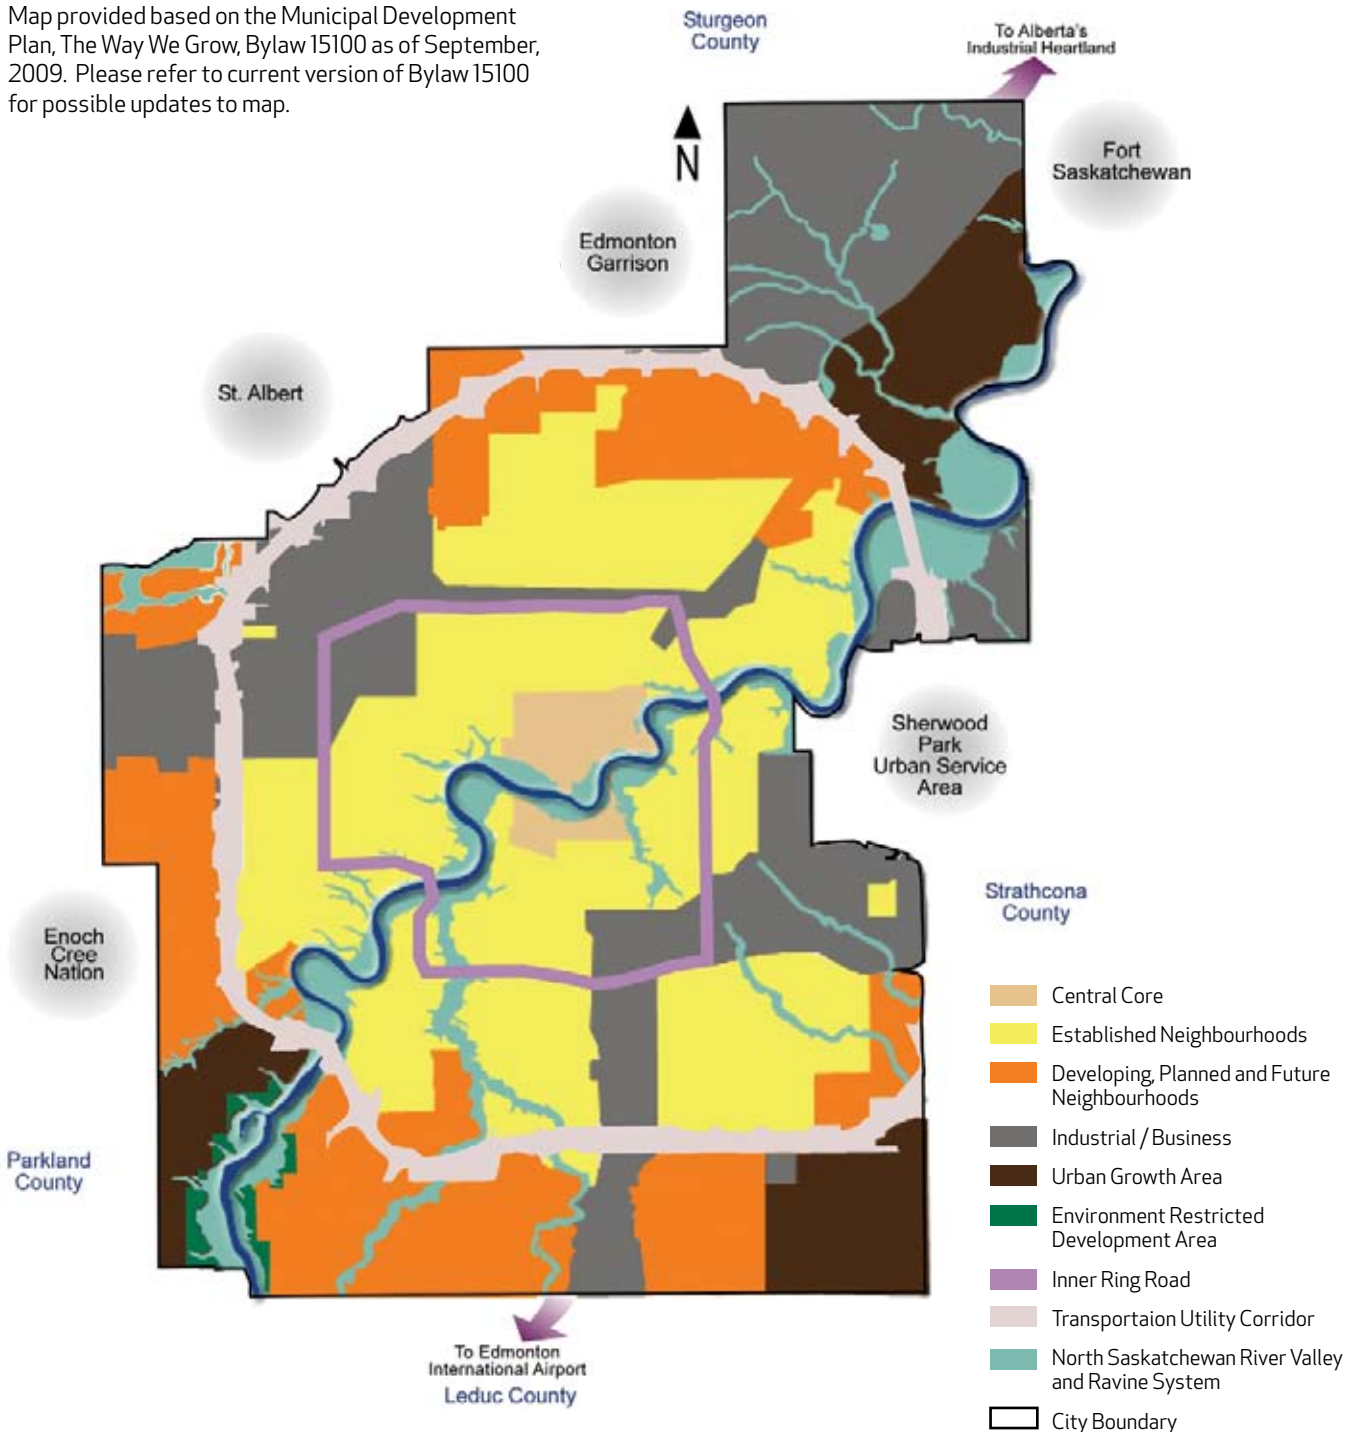 Map provided based on the Municipal Development
Plan, The Way We Grow, Bylaw 15100 as of September,
2009. Please refer to current version of Bylaw 15100
for possible updates to map.
Sturgeon
County
To Alberta's
Industrial Heartland
N
Fort
Saskatchewan
Edmonton
Garrison
St. Albert
Sherwood
Park
Urban Service
Area
Strathcona
County
Enoch
Cree
Nation
Parkland
County
To Edmonton
International Airport
Leduc County
Central Core
Established Neighbourhoods
Developing, Planned and Future
Neighbourhoods
Industrial / Business
Urban Growth Area
Environment Restricted
Development Area
Inner Ring Road
Transportaion Utility Corridor
North Saskatchewan River Valley
and Ravine System
City Boundary